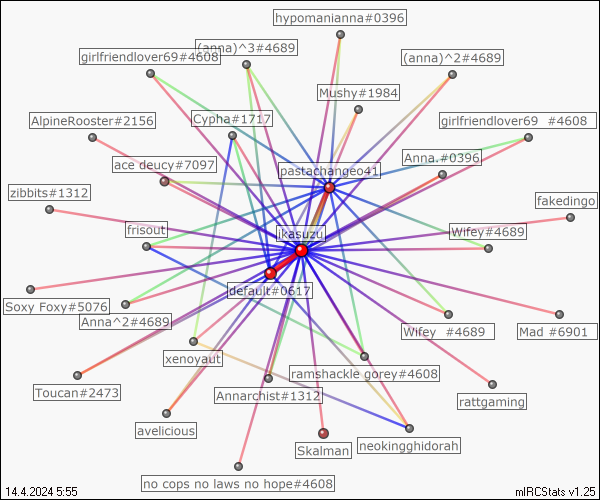 hypomanianna#0396
(anna)^3#4689
girlfriendlover69#4608
(anna)^2#4689
Mushy#1984
AlpineRooster#2156
Cypha#1717
girlfriendlover69 #4608
ace deucy#7097
Anna.#0396
pastachangeo41
zibbits#1312
fakedingo
frisout
ikasuzu
Wifey#4689
default#0617
Soxy Foxy#5076
Anna^2#4689
Wifey #4689
Mad #6901
xenoyaut
ramshackle gorey#4608
Toucan#2473
Annarchist#1312
rattgaming
avelicious
Skalman
neokingghidorah
no cops no laws no hope#4608
14.4.2024 5:55
mIRCStats v1.25